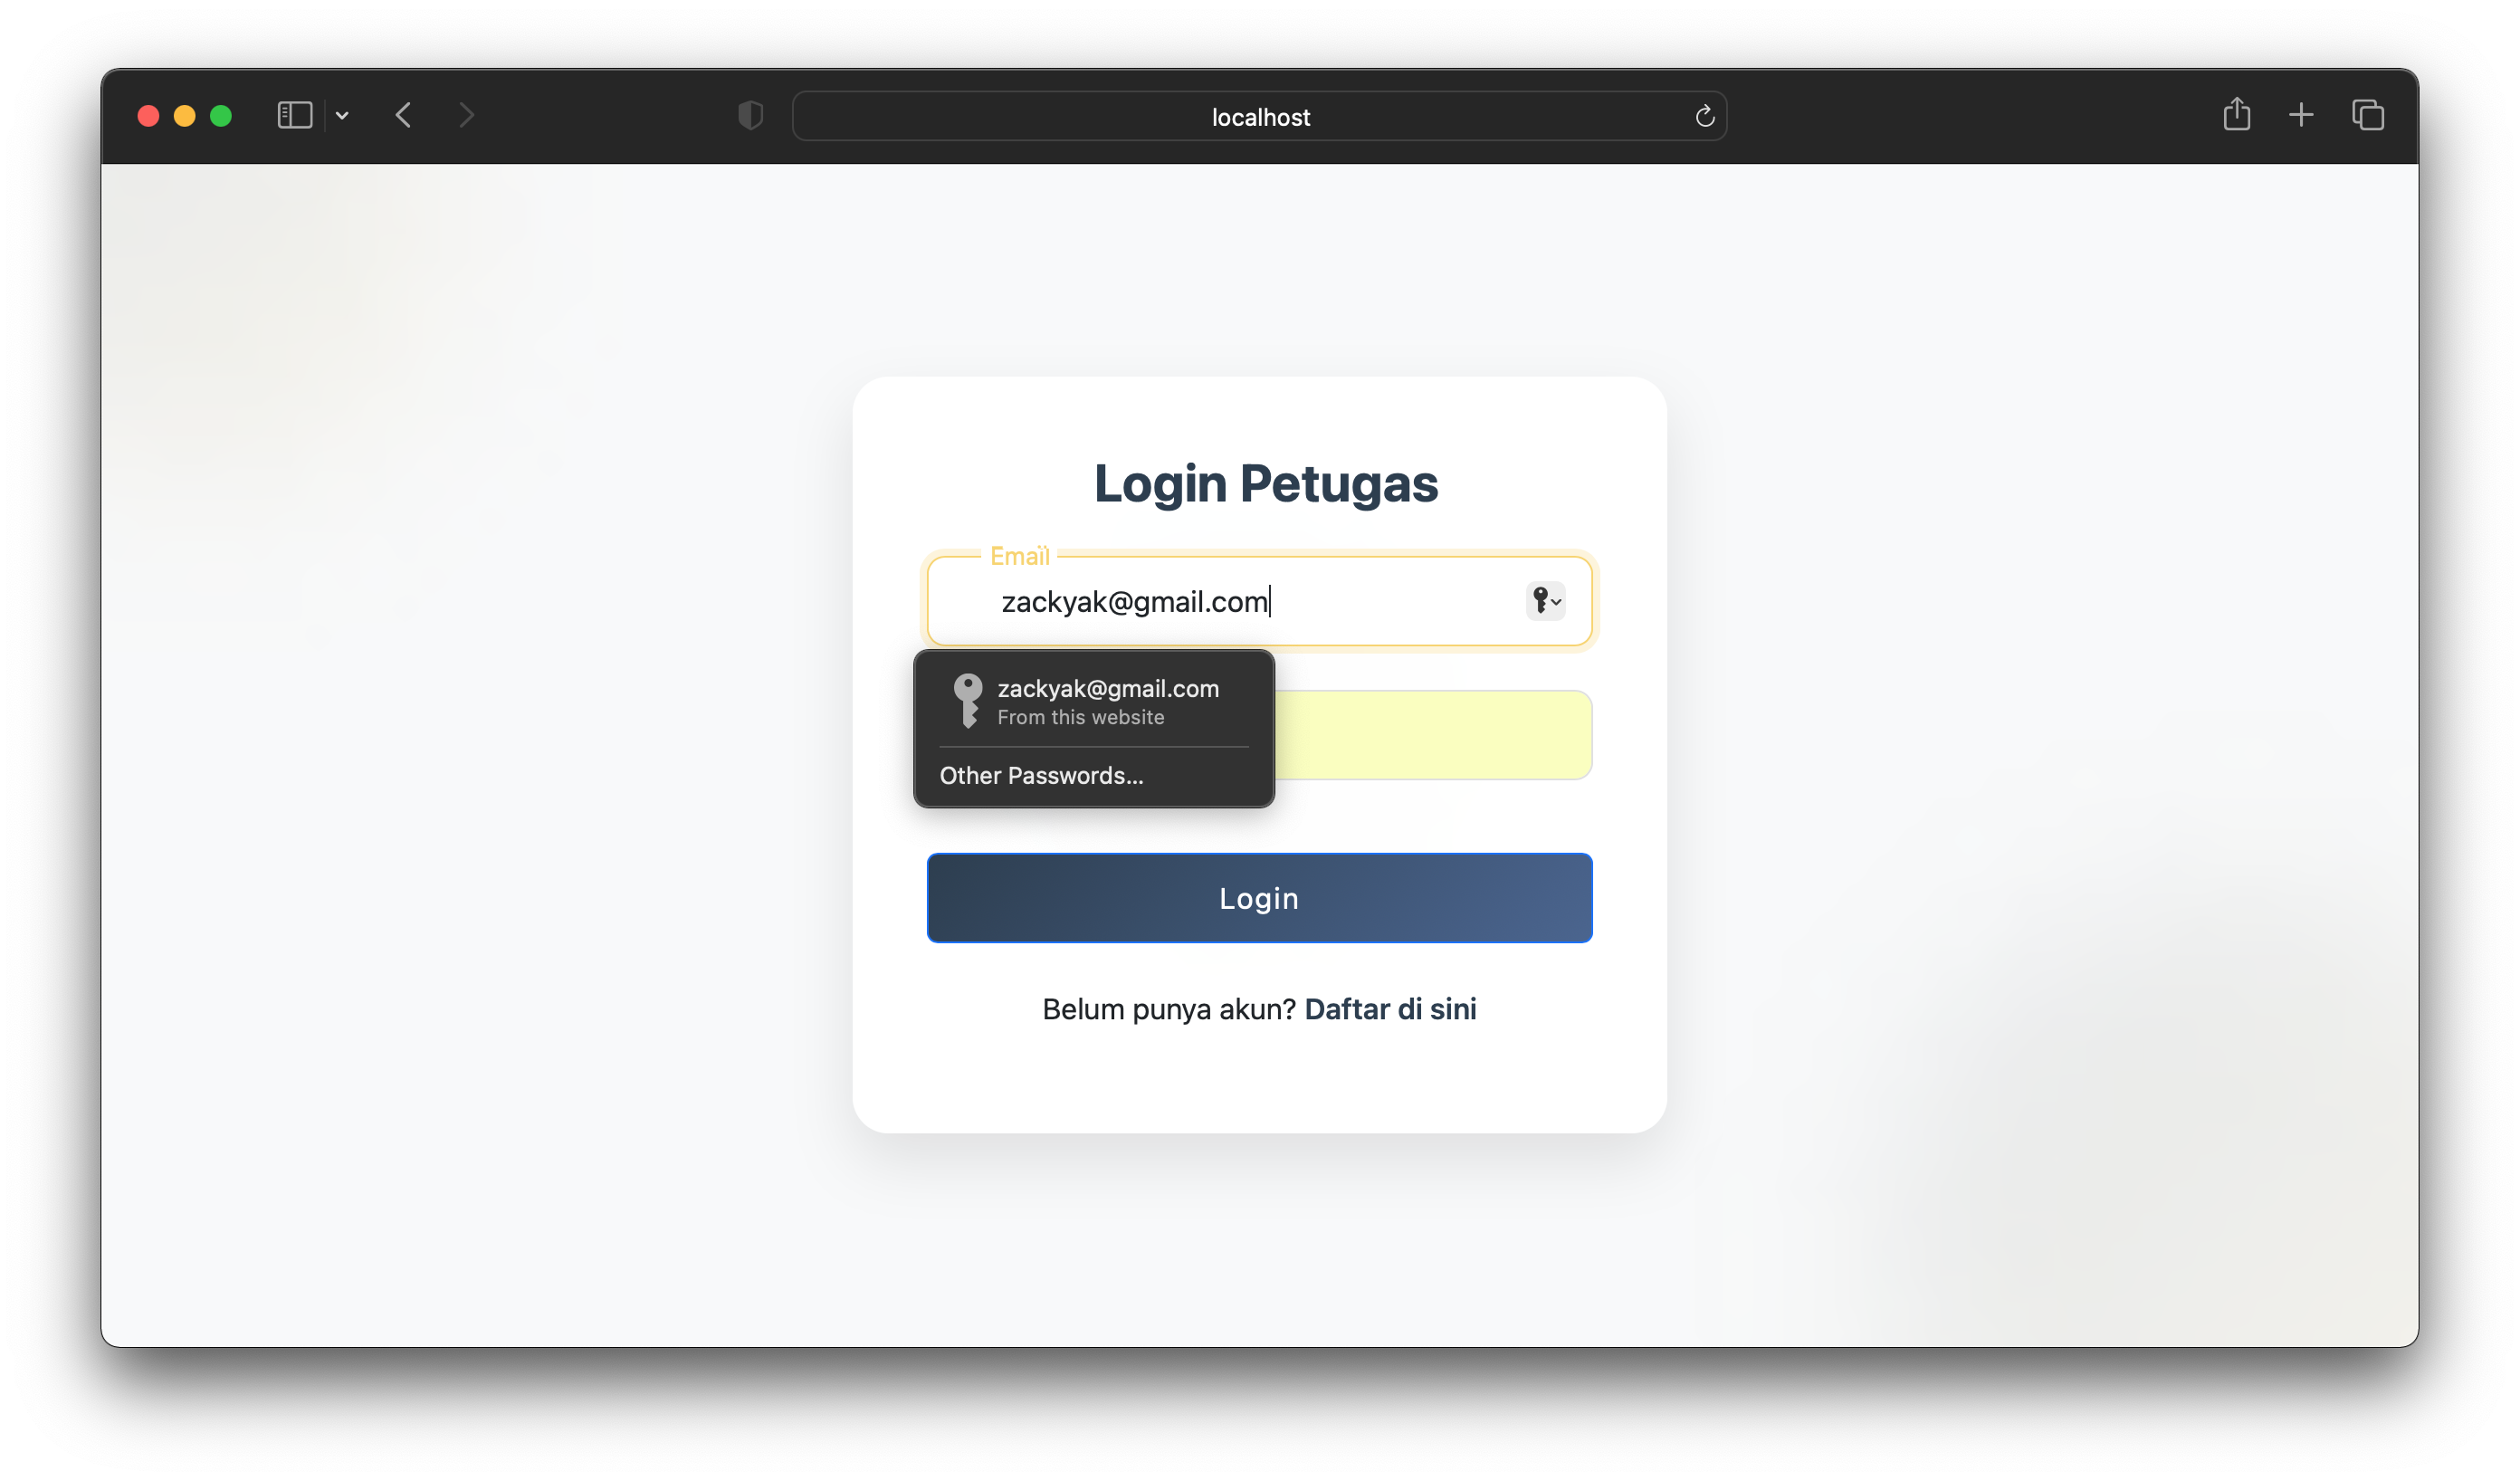 localhost
Login Petugas
Email
zackyak@gmail.com
zackyak@gmail.com
From this website
Other Passwords...
Login
Belum punya akun? Daftar di sini